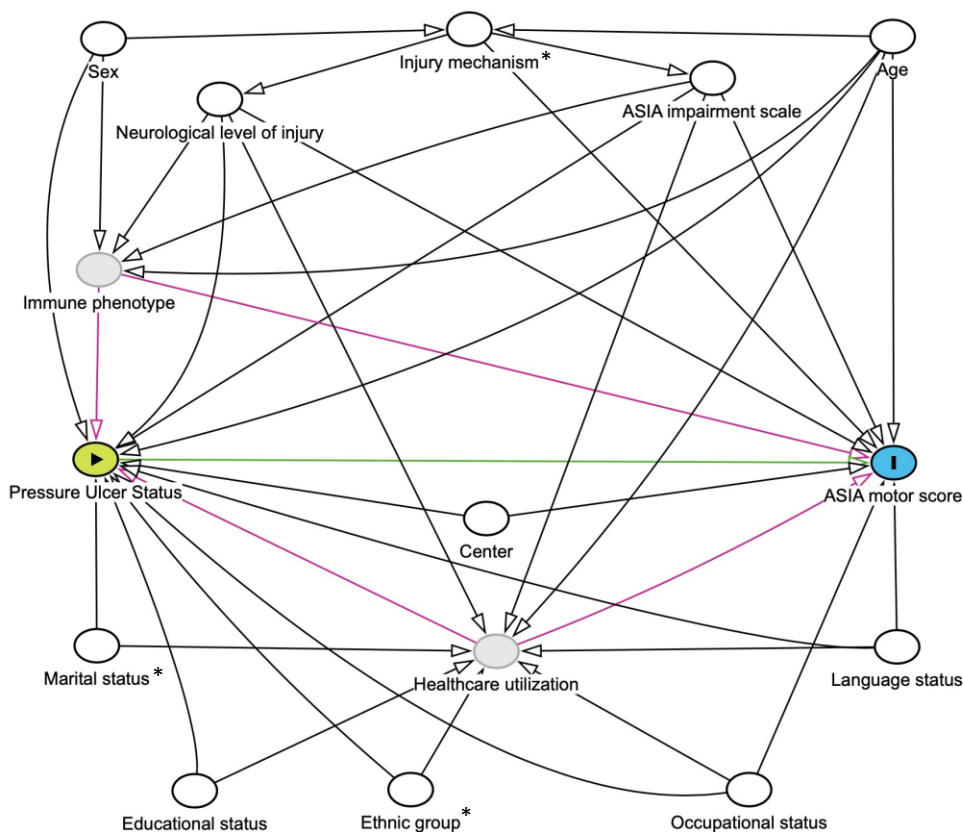 Sex
Injury mechanism*
Age
Neurological level of injury
ASIA impairment scale
Immune phenotype
Pressure Ulcer Status
ASIA motor score
Center
Marital status*
Healthcare utilization
Language status
Educational status
Ethnic group*
Occupational status